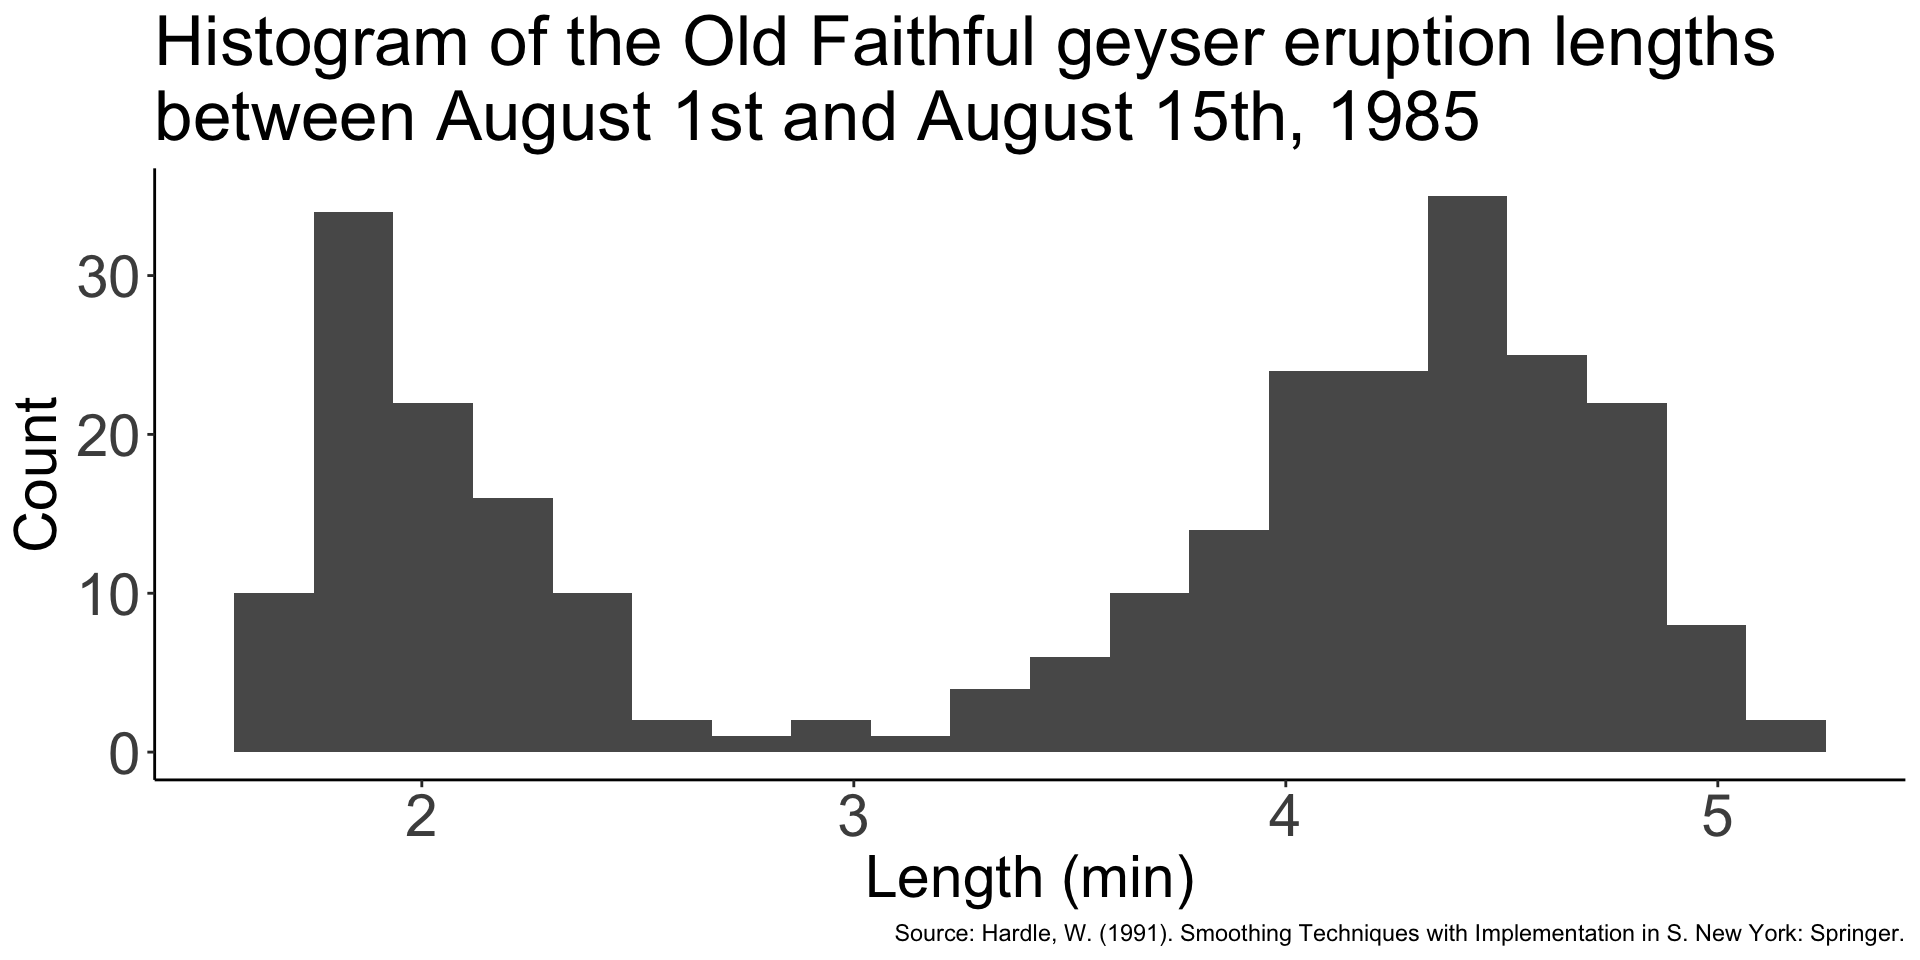 Histogram of the Old Faithful geyser eruption lengths
between August 1st and August 15th, 1985
Count
30
20
10
0
2 3 4 5
Length (min)
Source: Hardle, W. (1991). Smoothing Techniques with Implementation in S. New York: Springer.